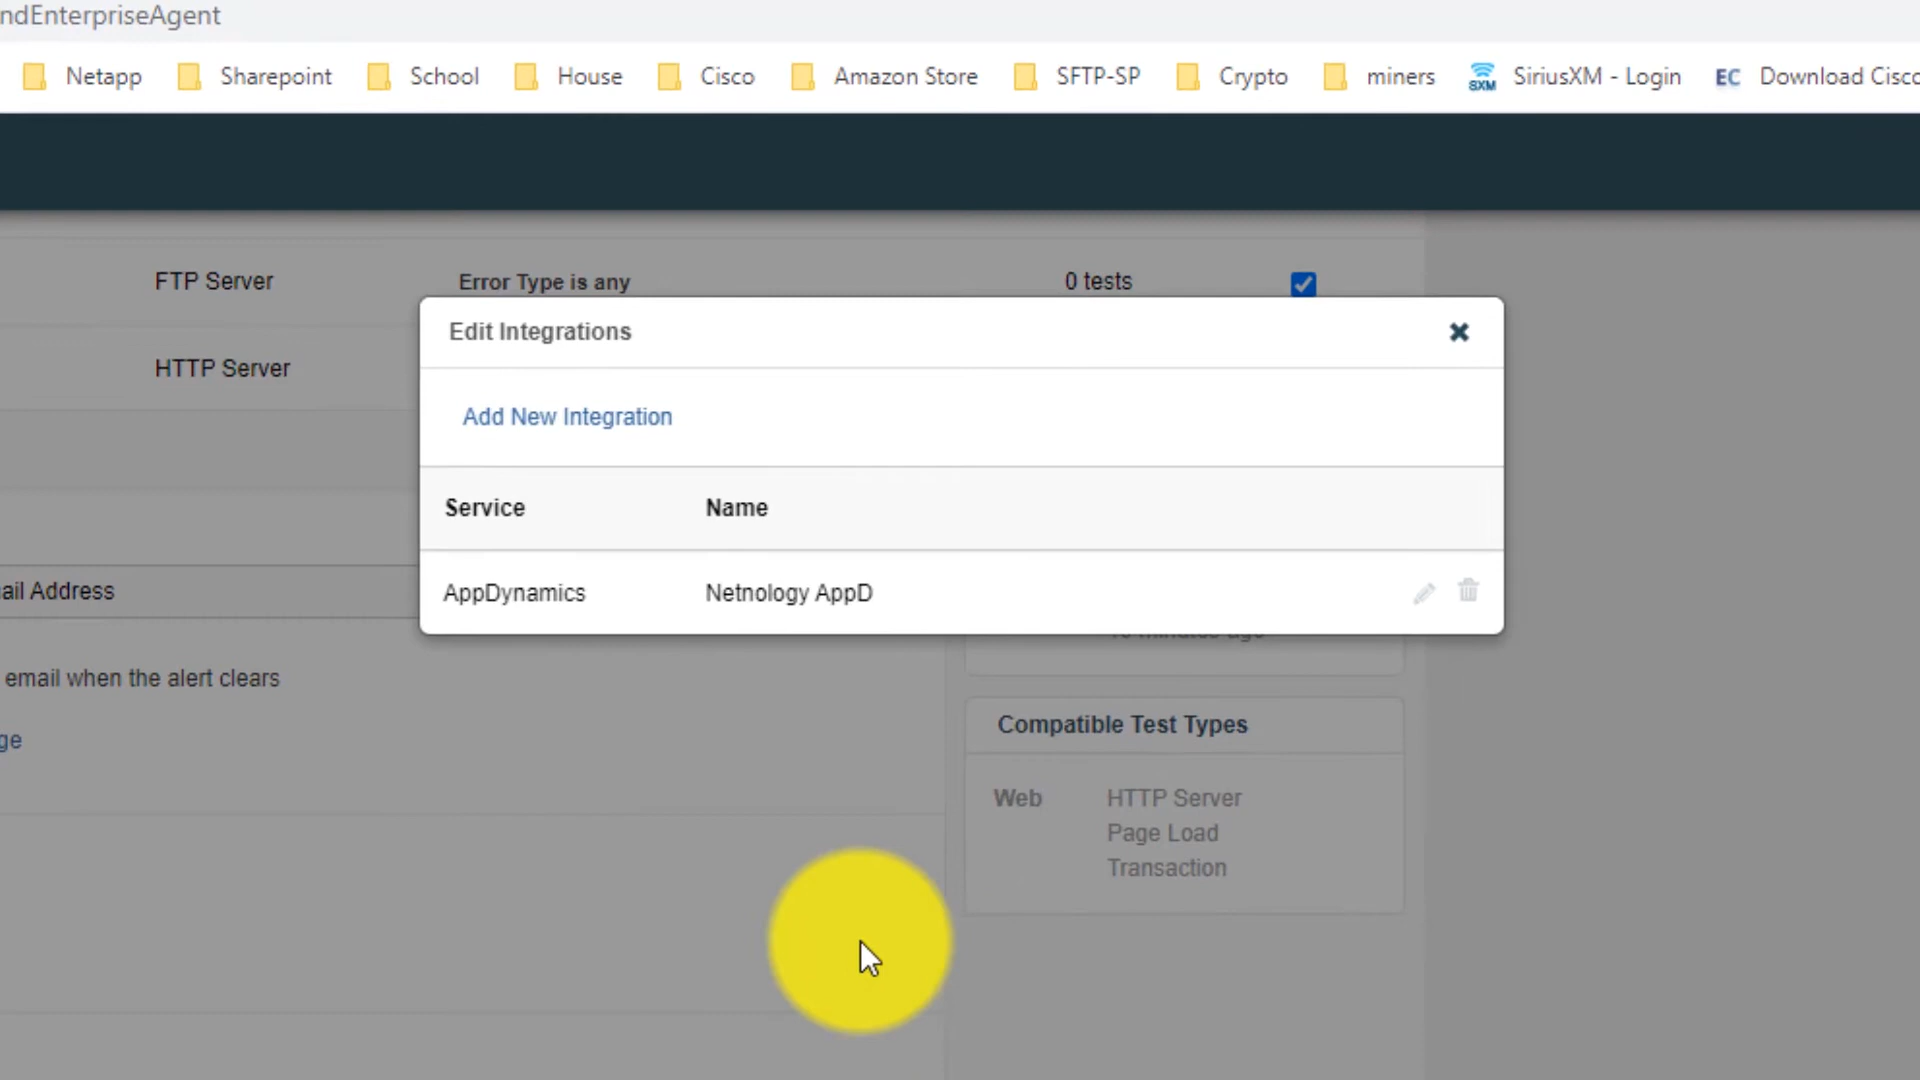 ndEnterpriseAgent
Netapp Sharepoint School House Cisco Amazon Store SFTP-SP Crypto miners SXM SiriusXM - Login EC Download Cisco
FTP Server Error Type is any 0 tests
Edit Integrations
HTTP Server
Add New Integration
Service Name
ail Address
AppDynamics Netnology AppD
email when the alert clears
ge
Compatible Test Types
Web HTTP Server
Page Load
Transaction